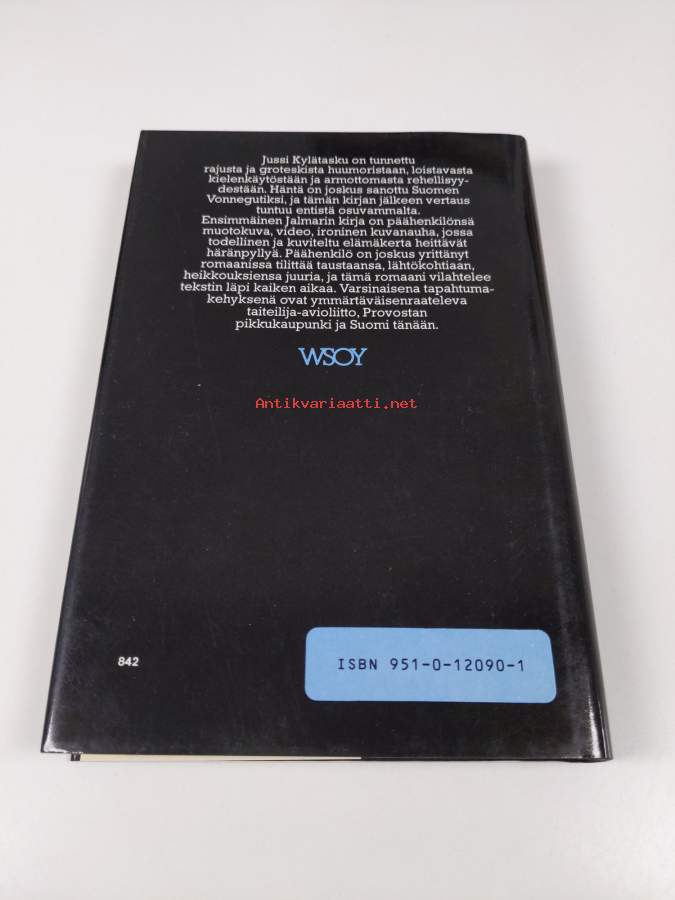 Jussi Kylätasku on tunnettu
rajusta ja groteskista huumoristaan, loistavasta
kielenkäytöstään ja armottomasta rehellisyy-
destään. Häntä on joskus sanottu Suomen
Vonnegutiksi, ja tämän kirjan jälkeen vertaus
tuntuu entistä osuvammalta.
Ensimmäinen Jalmarin kirja on päähenkilönsä
muotokuva, video, ironinen kuvanauha, jossa
todellinen ja kuviteltu elämäkerta heittävät
häränpyllyä. Päähenkilö on joskus yrittänyt
romaanissa tilittää taustaansa, lähtökohtiaan,
heikkouksiensa juuria, ja tämä romaani vilahtelee
tekstin läpi kaiken aikaa. Varsinaisena tapahtuma-
kehyksenä ovat ymmärtäväisenraateleva
taiteilija-avioliitto, Provostan
pikkukaupunki ja Suomi tänään.
WSOY
Antikvariaatti.net
842
ISBN 951-0-12090-1